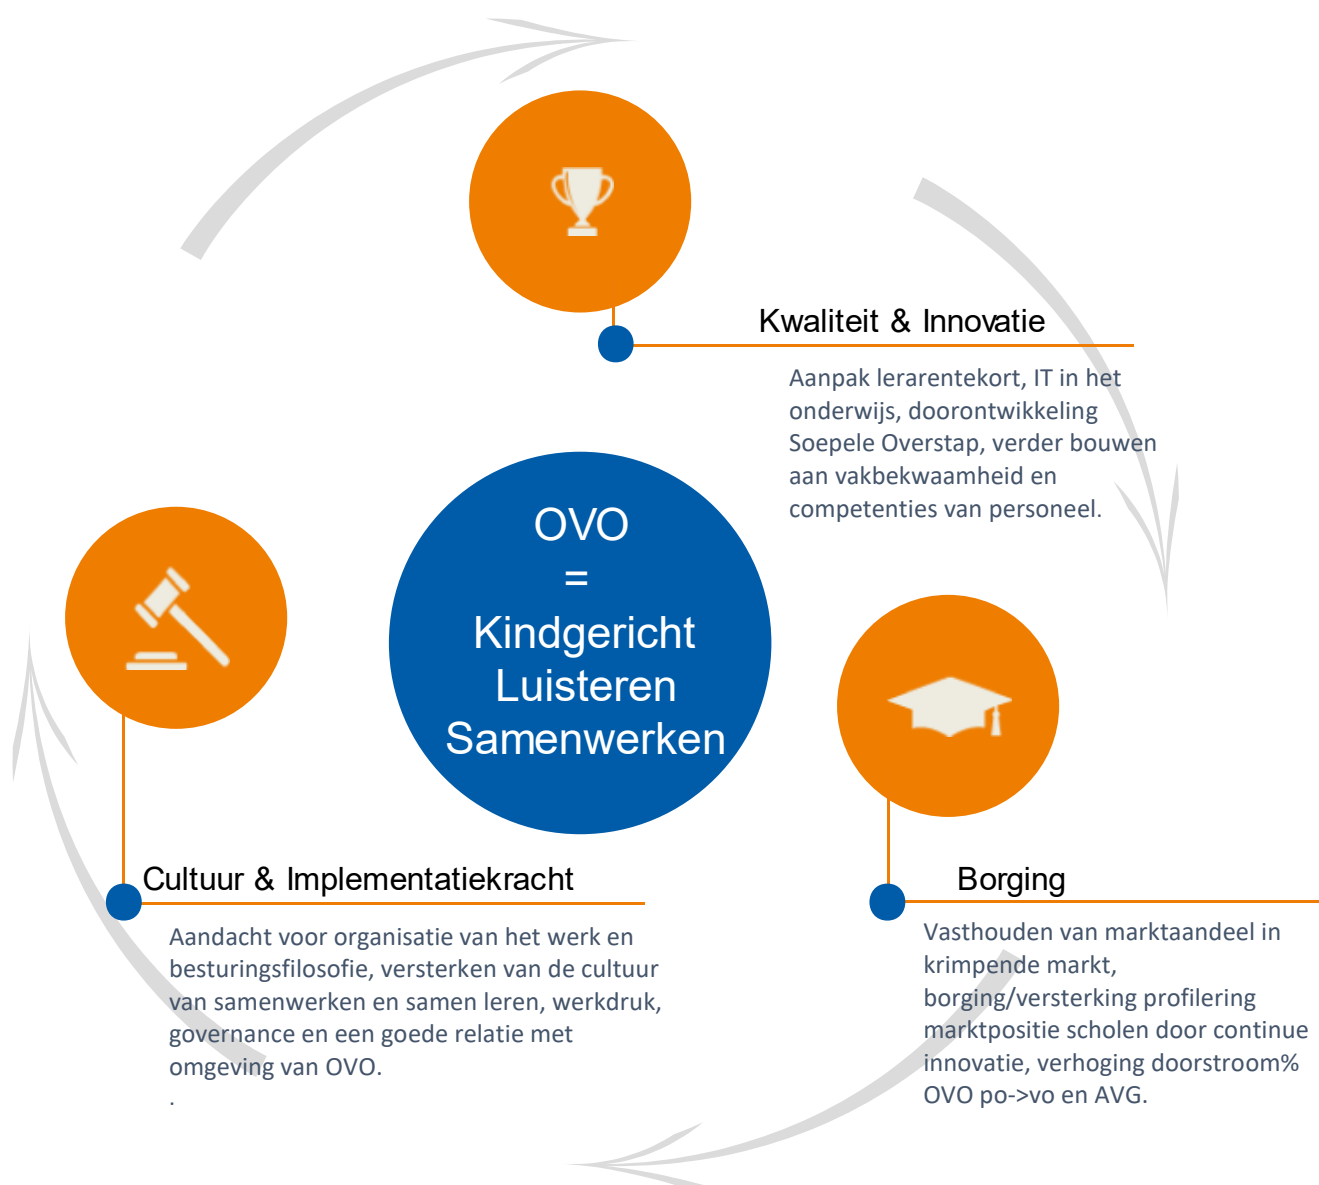 Kwaliteit & Innovatie
Aanpak lerarentekort, IT in het
onderwijs, doorontwikkeling
Soepele Overstap, verder bouwen
aan vakbekwaamheid en
competenties van personeel.
OVO
=
Kindgericht
Luisteren
Samenwerken
Cultuur & Implementatiekracht
Aandacht voor organisatie van het werk en
besturingsfilosofie, versterken van de cultuur
van samenwerken en samen leren, werkdruk,
governance en een goede relatie met
omgeving van OVO.
.
Borging
Vasthouden van marktaandeel in
krimpende markt,
borging/versterking profilering
marktpositie scholen door continue
innovatie, verhoging doorstroom%
OVO po->vo en AVG.